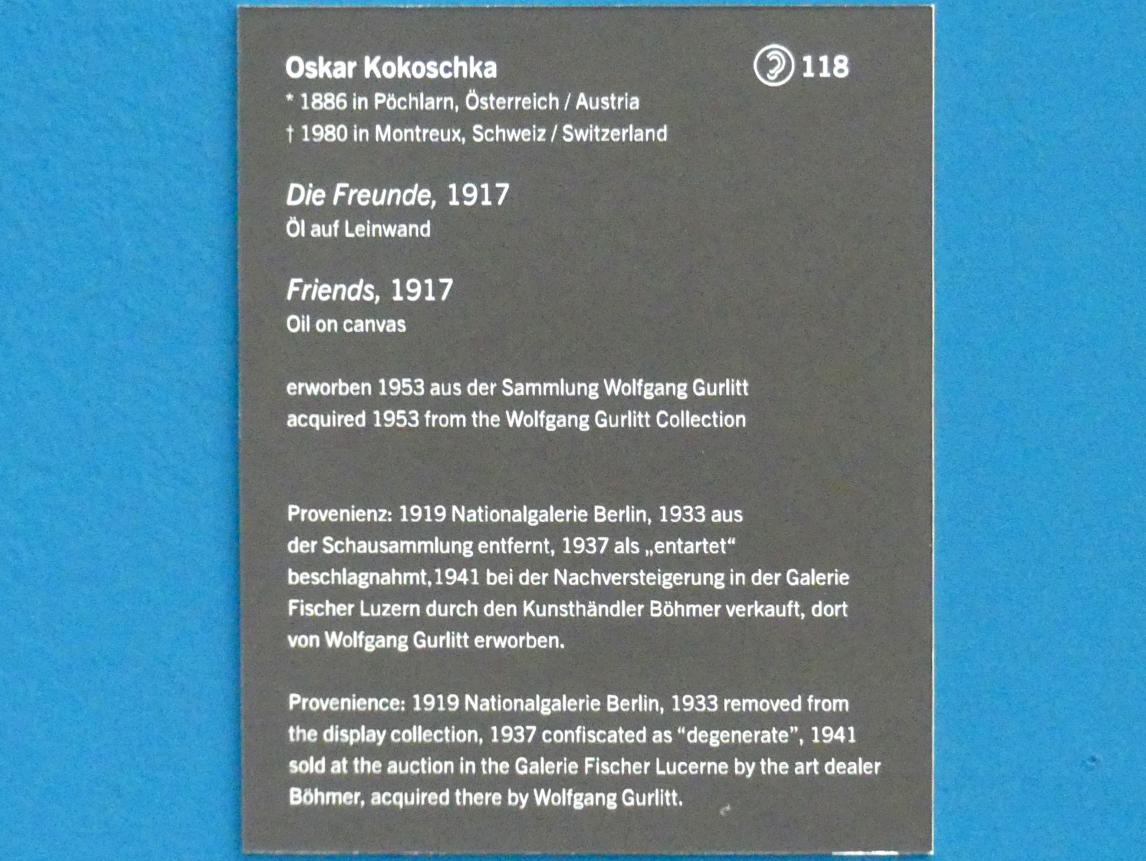 Oskar Kokoschka 118
* 1886 in Pöchlarn, Österreich / Austria
† 1980 in Montreux, Schweiz / Switzerland
Die Freunde, 1917
Öl auf Leinwand
Friends, 1917
Oil on canvas
erworben 1953 aus der Sammlung Wolfgang Gurlitt
acquired 1953 from the Wolfgang Gurlitt Collection
Provenienz: 1919 Nationalgalerie Berlin, 1933 aus
der Schausammlung entfernt, 1937 als „entartet“
beschlagnahmt,1941 bei der Nachversteigerung in der Galerie
Fischer Luzern durch den Kunsthändler Böhmer verkauft, dort
von Wolfgang Gurlitt erworben.
Provenience: 1919 Nationalgalerie Berlin, 1933 removed from
the display collection, 1937 confiscated as “degenerate”, 1941
sold at the auction in the Galerie Fischer Lucerne by the art dealer
Böhmer, acquired there by Wolfgang Gurlitt.